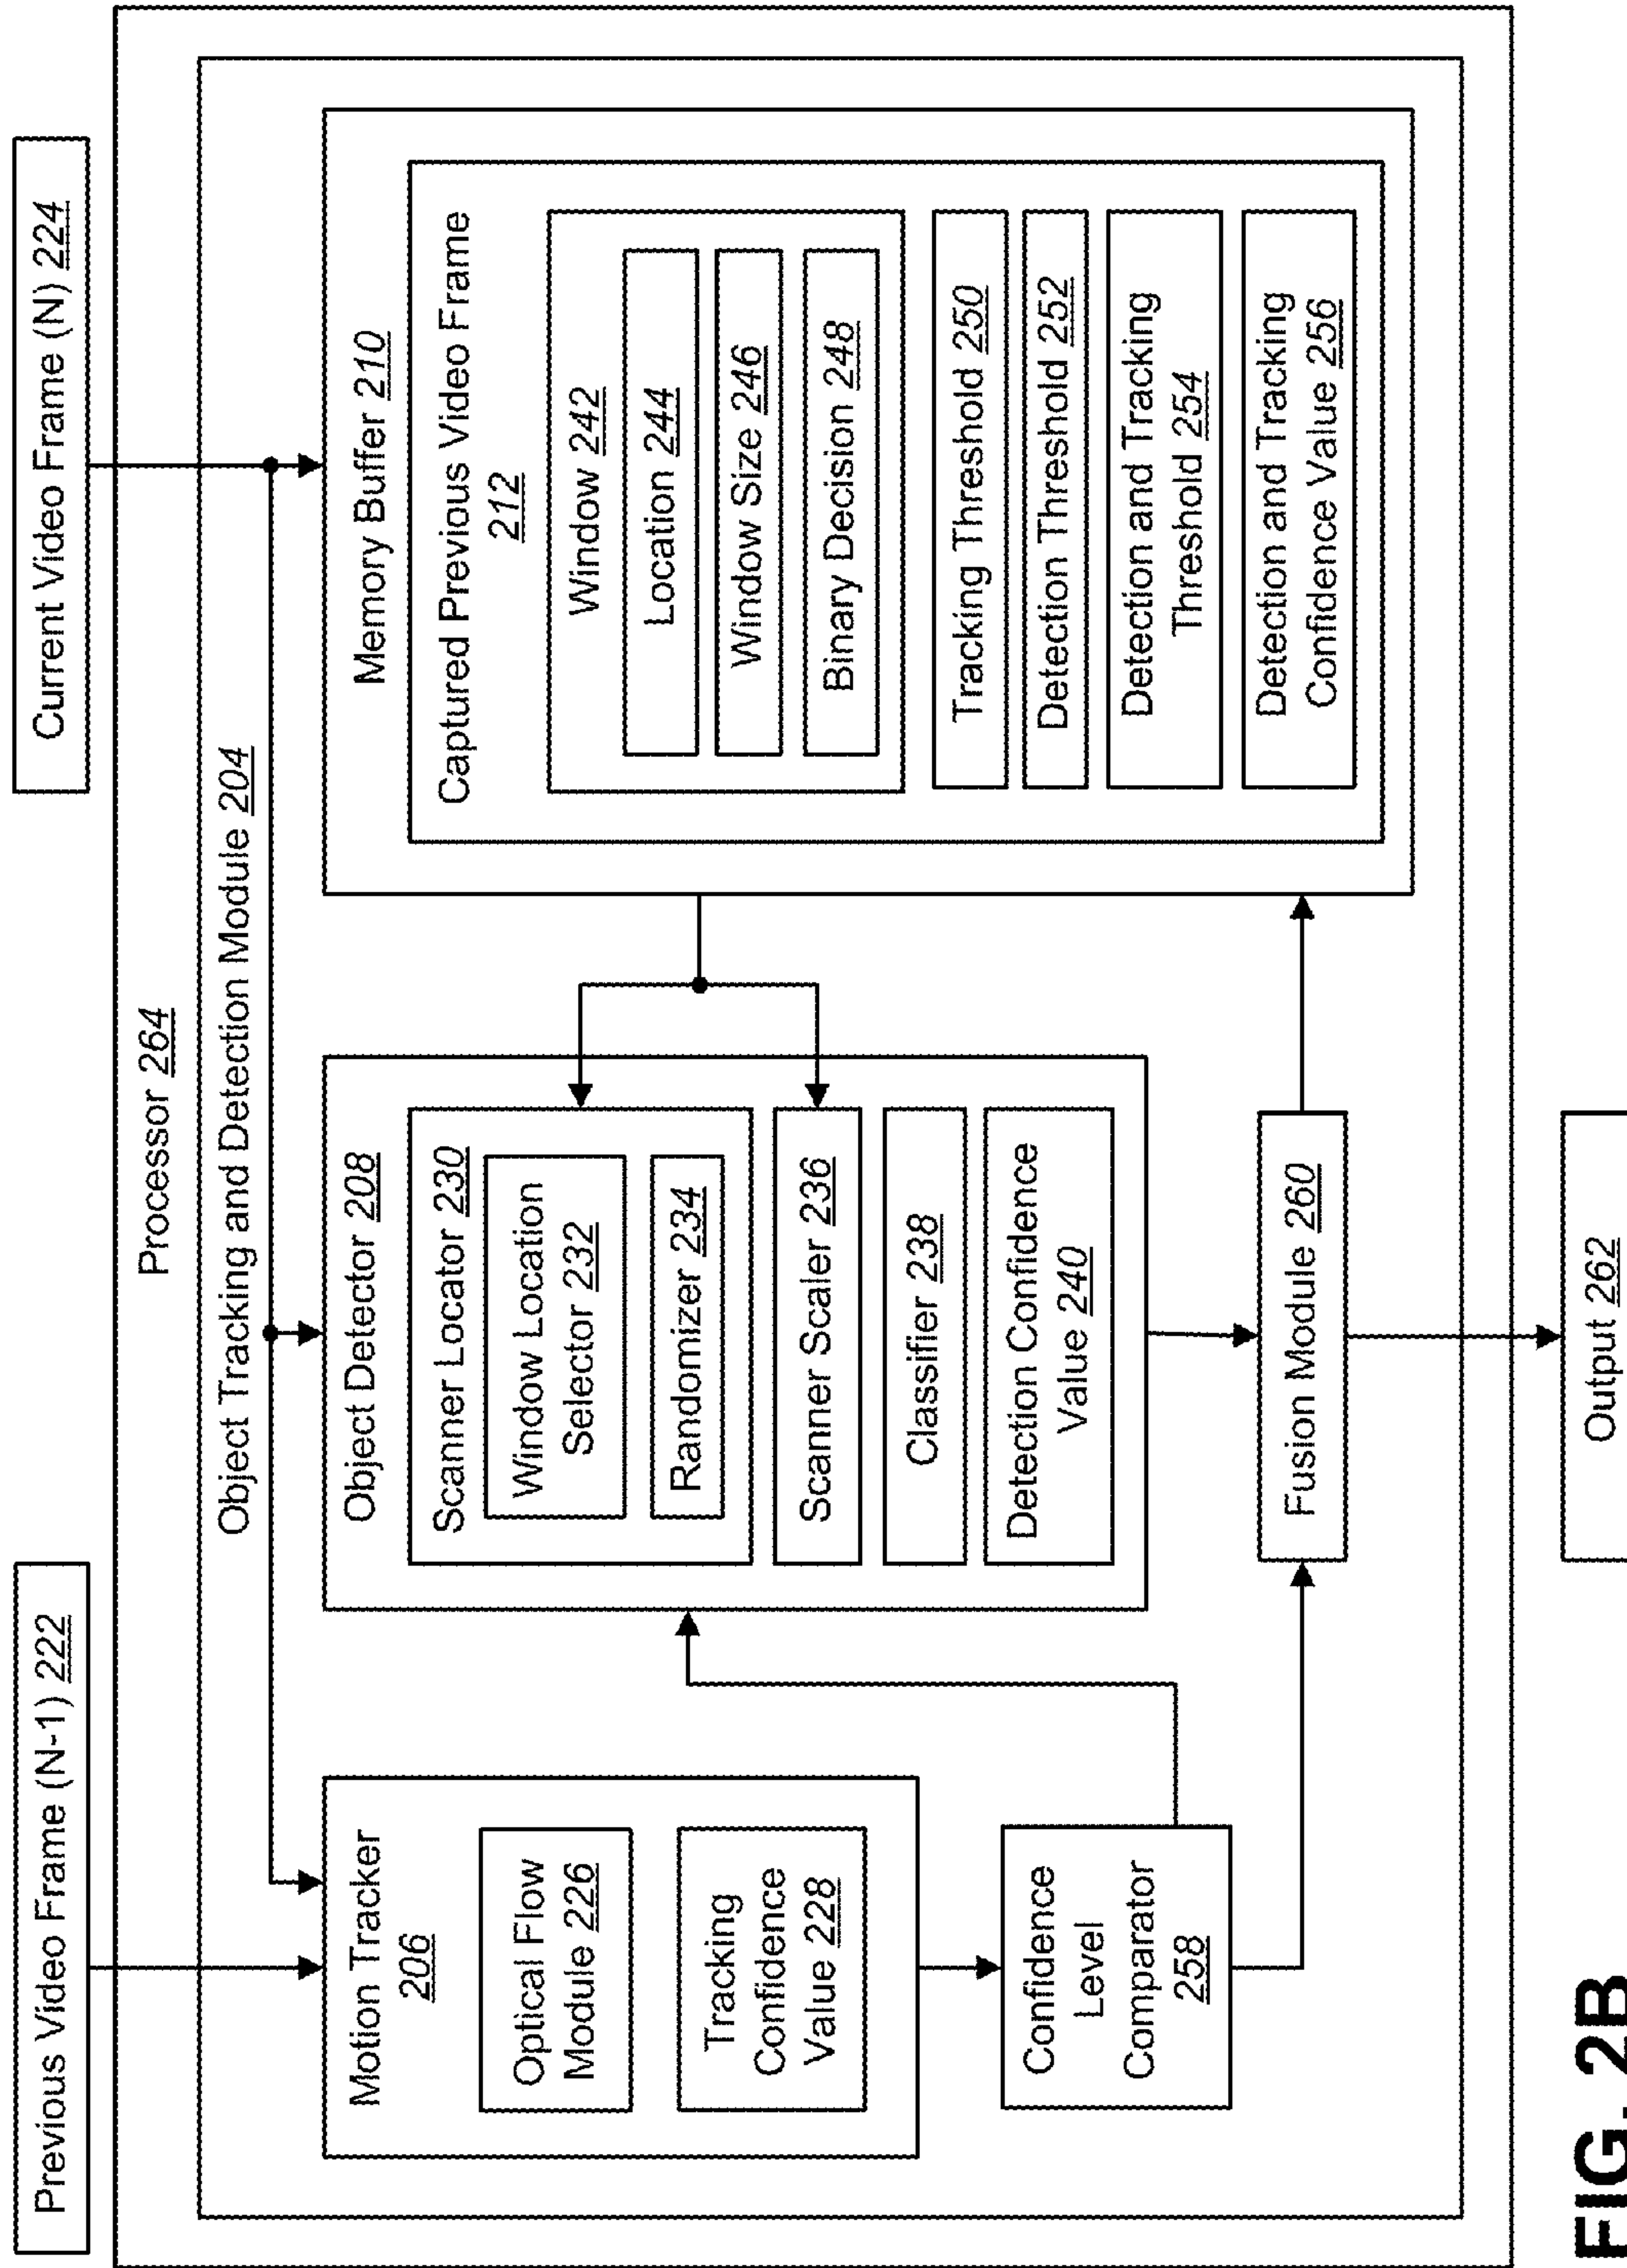 Previous Video Frame (N-1) 222
Current Video Frame (N) 224
Processor 264
Object Tracking and Detection Module 204
Motion Tracker
206
Optical Flow
Module 226
Tracking
Confidence
Value 228
Confidence
Level
Comparator
258
Object Detector 208
Scanner Locator 230
Window Location
Selector 232
Randomizer 234
Scanner Scaler 236
Classifier 238
Detection Confidence
Value 240
Fusion Module 260
Memory Buffer 210
Captured Previous Video Frame
212
Window 242
Location 244
Window Size 246
Binary Decision 248
Tracking Threshold 250
Detection Threshold 252
Detection and Tracking
Threshold 254
Detection and Tracking
Confidence Value 256
Output 262
FIG. 2B